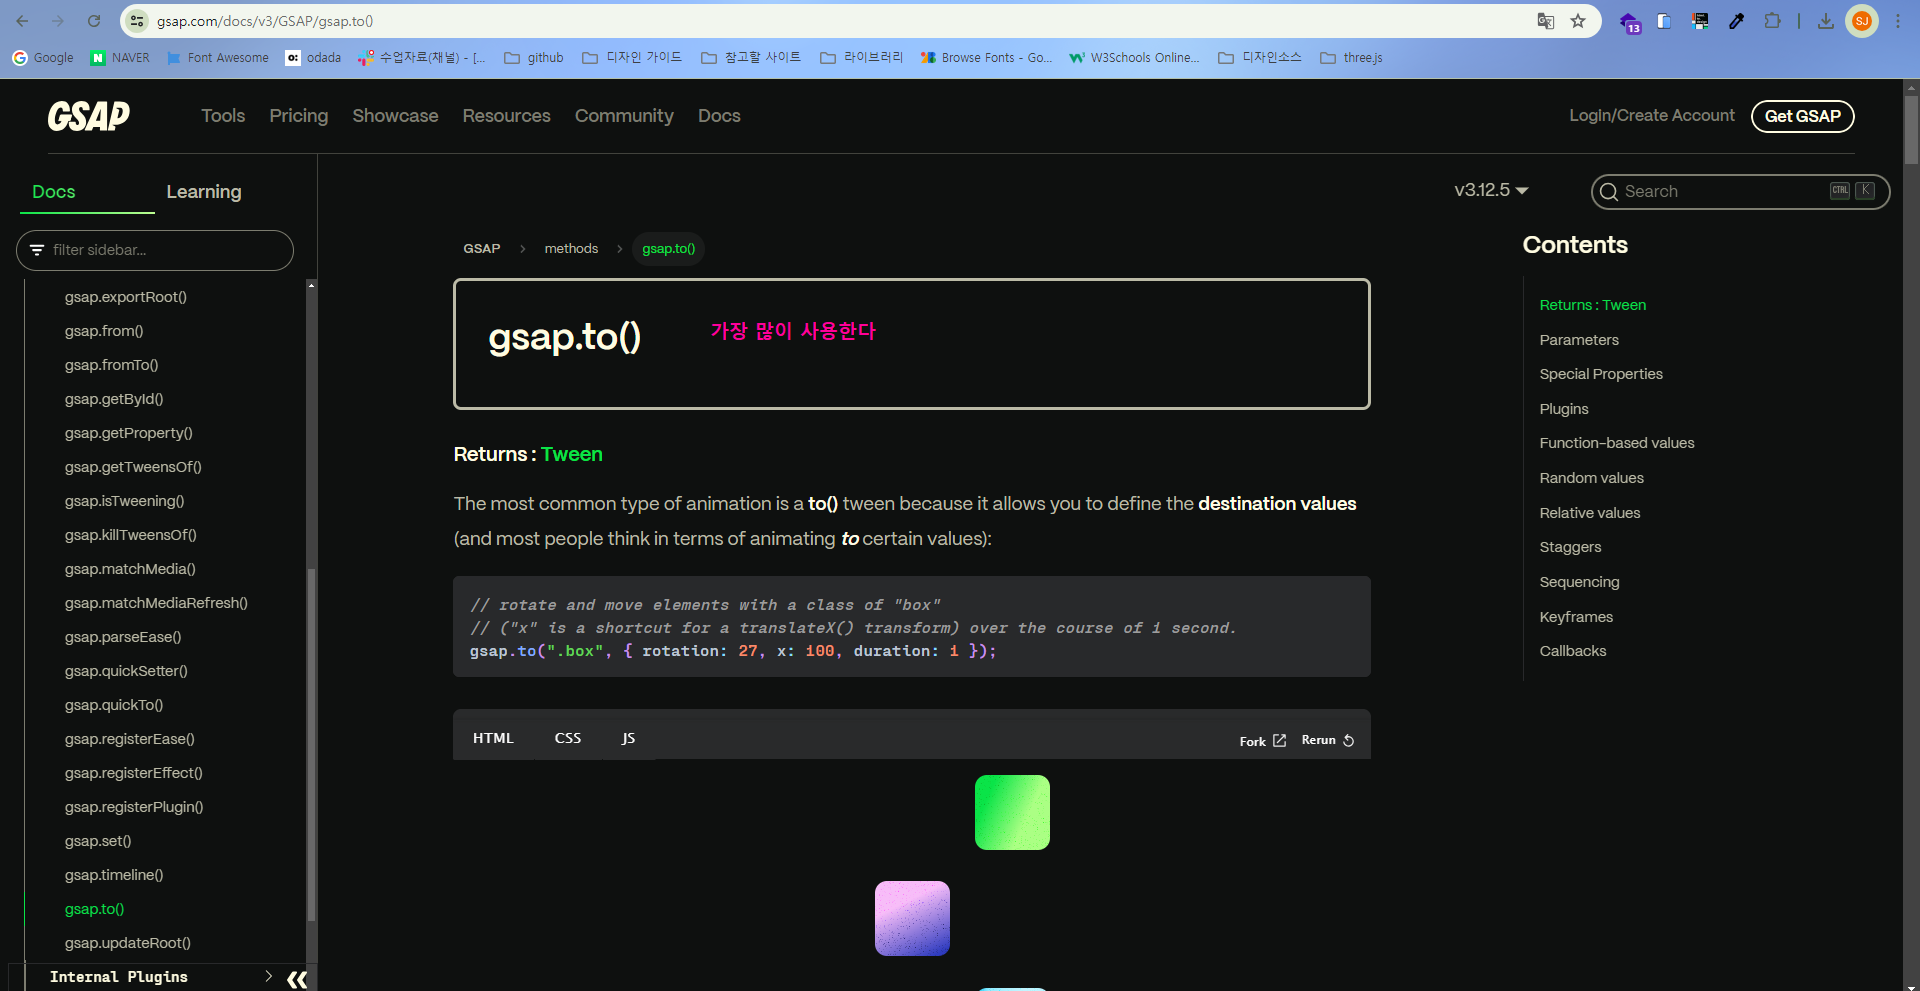 gsap.com/docs/v3/GSAP/gsap.to()
13
SJ
Google
NAVER
Font Awesome
odada
수업자료(채널) - [...
github
디자인 가이드
참고할 사이트
라이브러리
Browse Fonts - Go...
W3Schools Online...
디자인소스
three.js
GSAP
Tools
Pricing
Showcase
Resources
Community
Docs
Login/Create Account
Get GSAP
Docs
Learning
filter sidebar...
gsap.exportRoot()
gsap.from()
gsap.fromTo()
gsap.getById()
gsap.getProperty()
gsap.getTweensOf()
gsap.isTweening()
gsap.killTweensOf()
gsap.matchMedia()
gsap.matchMediaRefresh()
gsap.parseEase()
gsap.quickSetter()
gsap.quickTo()
gsap.registerEase()
gsap.registerEffect()
gsap.registerPlugin()
gsap.set()
gsap.timeline()
gsap.to()
gsap.updateRoot()
Internal Plugins
v3.12.5
Search
CTRL K
GSAP > methods > gsap.to()
gsap.to()
가장 많이 사용한다
Returns : Tween
The most common type of animation is a to() tween because it allows you to define the destination values
(and most people think in terms of animating to certain values):
// rotate and move elements with a class of "box"
// ("x" is a shortcut for a translateX() transform) over the course of 1 second.
gsap.to(".box", { rotation: 27, x: 100, duration: 1 });
HTML
CSS
JS
Fork
Rerun
Contents
Returns : Tween
Parameters
Special Properties
Plugins
Function-based values
Random values
Relative values
Staggers
Sequencing
Keyframes
Callbacks